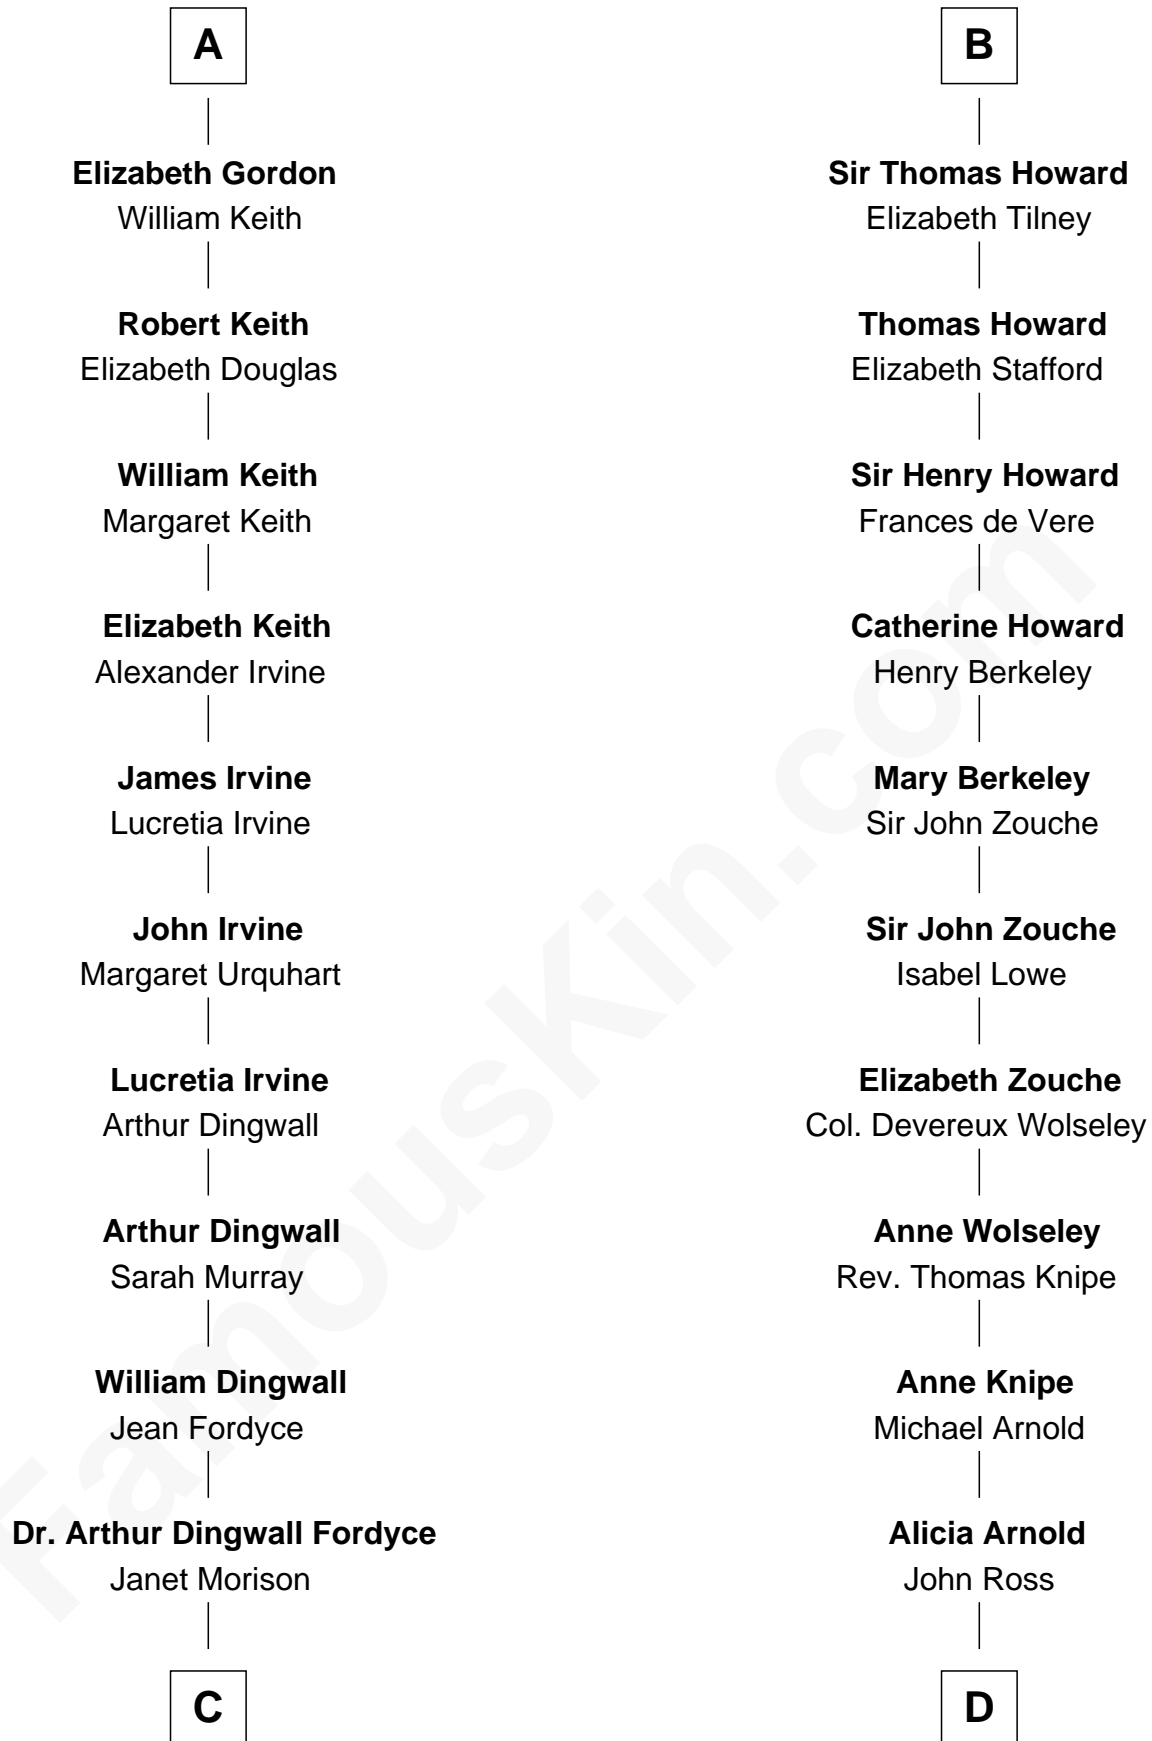 A
Elizabeth Gordon
William Keith
Robert Keith
Elizabeth Douglas
William Keith
Margaret Keith
Elizabeth Keith
Alexander Irvine
James Irvine
Lucretia Irvine
John Irvine
Margaret Urquhart
Lucretia Irvine
Arthur Dingwall
Arthur Dingwall
Sarah Murray
William Dingwall
Jean Fordyce
Dr. Arthur Dingwall Fordyce
Janet Morison
C
B
Sir Thomas Howard
Elizabeth Tilney
Thomas Howard
Elizabeth Stafford
Sir Henry Howard
Frances de Vere
Catherine Howard
Henry Berkeley
Mary Berkeley
Sir John Zouche
Sir John Zouche
Isabel Lowe
Elizabeth Zouche
Col. Devereux Wolseley
Anne Wolseley
Rev. Thomas Knipe
Anne Knipe
Michael Arnold
Alicia Arnold
John Ross
D
FamousKin.com